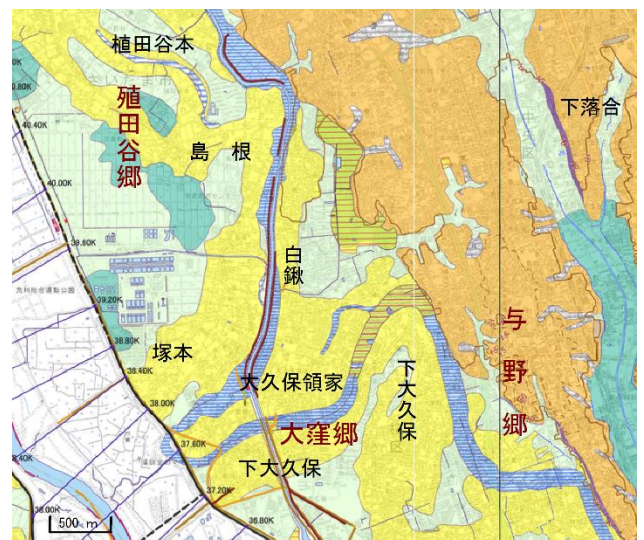 植田谷本
下落合
殖田谷郷
島根
40.40K
40.00K
39.60K
白鍬
39.20K
与野郷
38.80K
塚本
38.40K
大久保領家
下大久保
38.00K
大窪郷
37.60K
下大久保
37.20K
36.80K
500 m